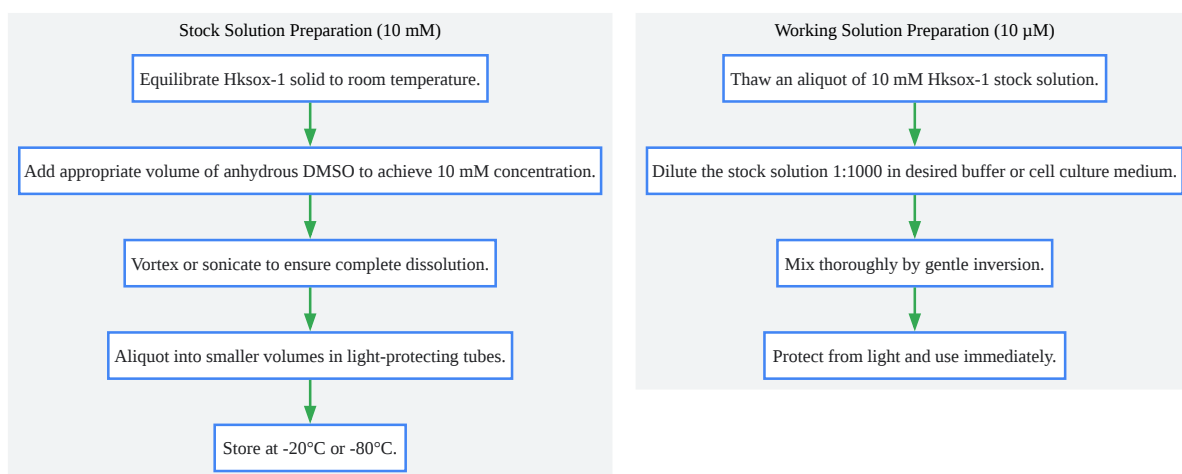 Stock Solution Preparation (10 mM)
Equilibrate Hksox-1 solid to room temperature.
Add appropriate volume of anhydrous DMSO to achieve 10 mM concentration.
Vortex or sonicate to ensure complete dissolution.
Aliquot into smaller volumes in light-protecting tubes.
Store at -20°C or -80°C.
Working Solution Preparation (10 µM)
Thaw an aliquot of 10 mM Hksox-1 stock solution.
Dilute the stock solution 1:1000 in desired buffer or cell culture medium.
Mix thoroughly by gentle inversion.
Protect from light and use immediately.